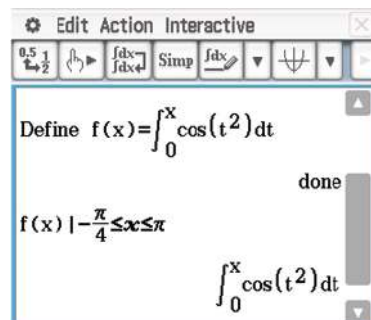 Edit Action Interactive
0.5 1 2 ∫dx ∫dx Simp ∫dx
Define f(x)=∫₀ˣcos(t²)dt
done
f(x)|-π/4≤x≤π
∫₀ˣcos(t²)dt